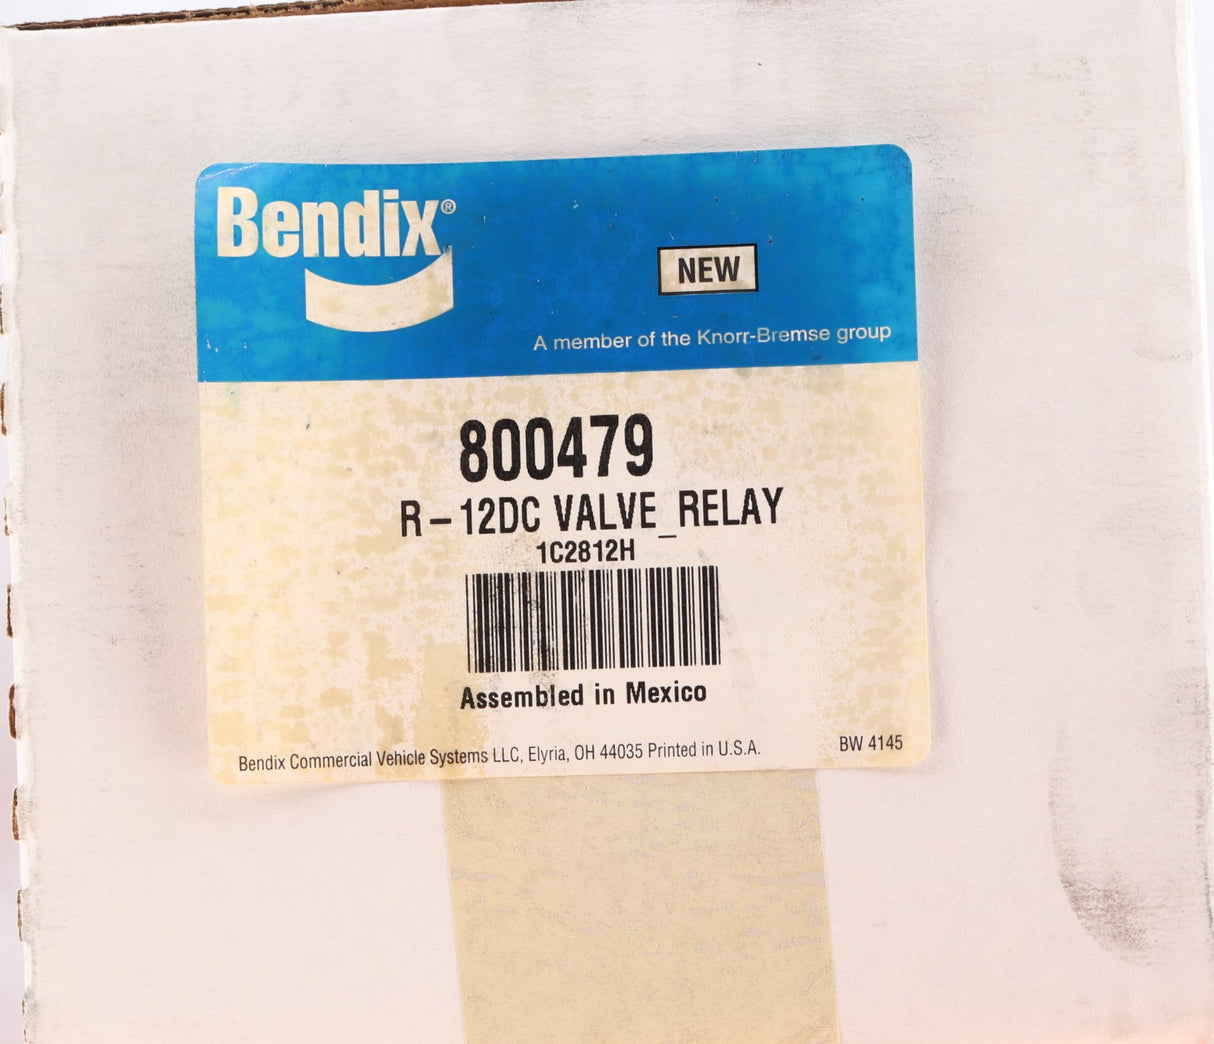 Bendix®
NEW
A member of the Knorr-Bremse group
800479
R-12DC VALVE_RELAY
1C2812H
Assembled in Mexico
Bendix Commercial Vehicle Systems LLC, Elyria, OH 44035 Printed in U.S.A.
BW 4145